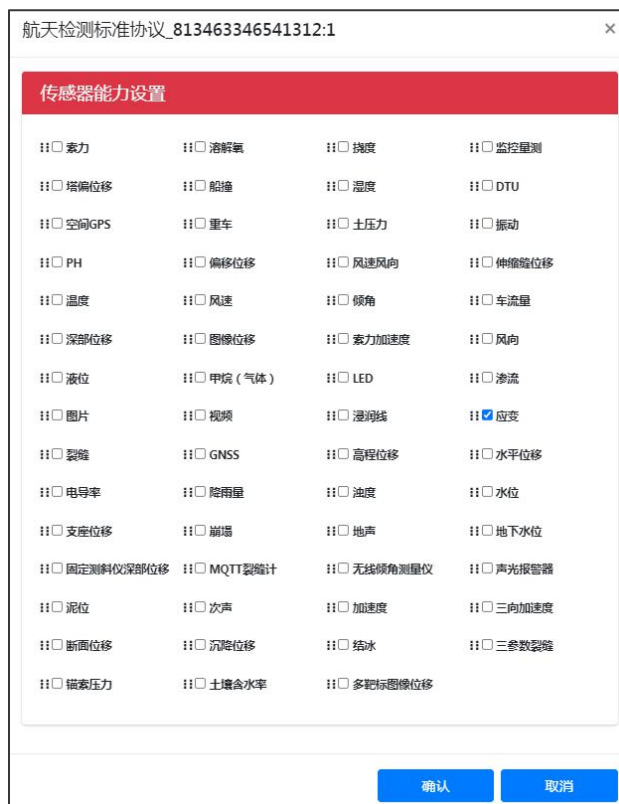 航天检测标准协议_813463346541312:1 ×
传感器能力设置
索力 溶解氧 挠度 监控量测
塔偏位移 船撞 湿度 DTU
空间GPS 重车 土压力 振动
PH 偏移位移 风速风向 伸缩缝位移
温度 风速 倾角 车流量
深部位移 图像位移 索力加速度 风向
液位 甲烷（气体） LED 渗流
图片 视频 浸润线 应变
裂缝 GNSS 高程位移 水平位移
电导率 降雨量 浊度 水位
支座位移 崩塌 地声 地下水位
固定测斜仪深部位移 MQTT裂缝计 无线倾角测量仪 声光报警器
泥位 次声 加速度 三向加速度
断面位移 沉降位移 结冰 三参数裂缝
锚索压力 土壤含水率 多靶标图像位移
确认 取消